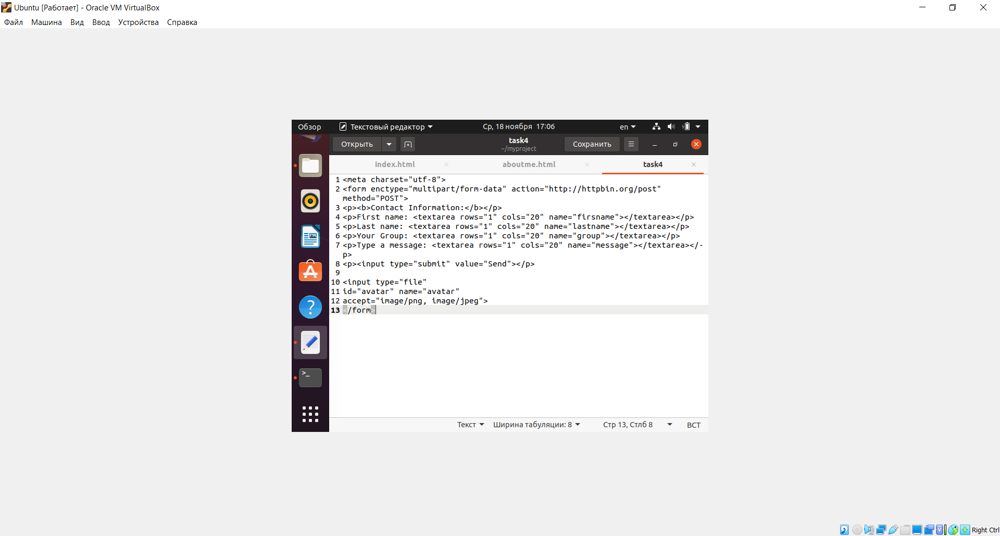 Ubuntu [Работает] - Oracle VM VirtualBox
Файл Машина Вид Ввод Устройства Справка
Обзор Текстовый редактор Ср, 18 ноября 17:06 en
Открыть task4 Сохранить
~/myproject
index.html aboutme.html task4
1 <meta charset="utf-8">
2 <form enctype="multipart/form-data" action="http://httpbin.org/post"
method="POST">
3 <p><b>Contact Information:</b></p>
4 <p>First name: <textarea rows="1" cols="20" name="firsname"></textarea></p>
5 <p>Last name: <textarea rows="1" cols="20" name="lastname"></textarea></p>
6 <p>Your Group: <textarea rows="1" cols="20" name="group"></textarea></p>
7 <p>Type a message: <textarea rows="1" cols="20" name="message"></textarea></-
p>
8 <p><input type="submit" value="Send"></p>
9
10 <input type="file"
11 id="avatar" name="avatar"
12 accept="image/png, image/jpeg">
13 </form>
Текст Ширина табуляции: 8 Стр 13, Стлб 8 ВСТ
Right Ctrl